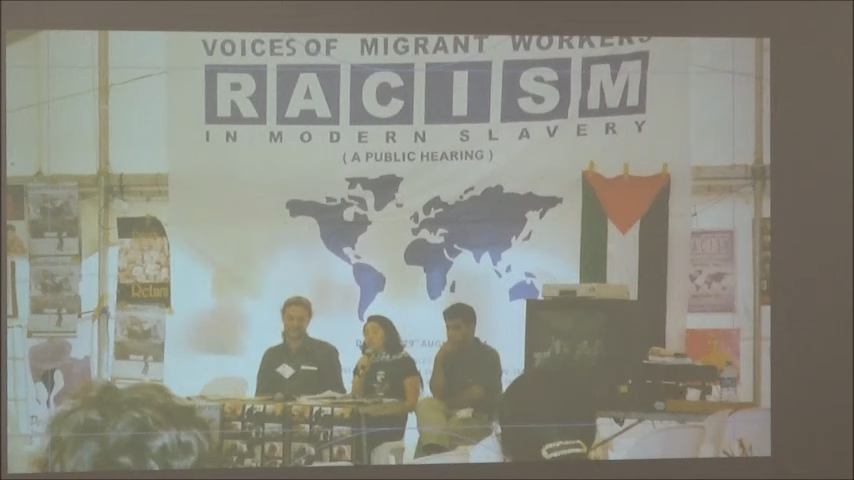 VOICES OF MIGRANT WORKERS
RACISM
IN MODERN SLAVERY
(A PUBLIC HEARING)